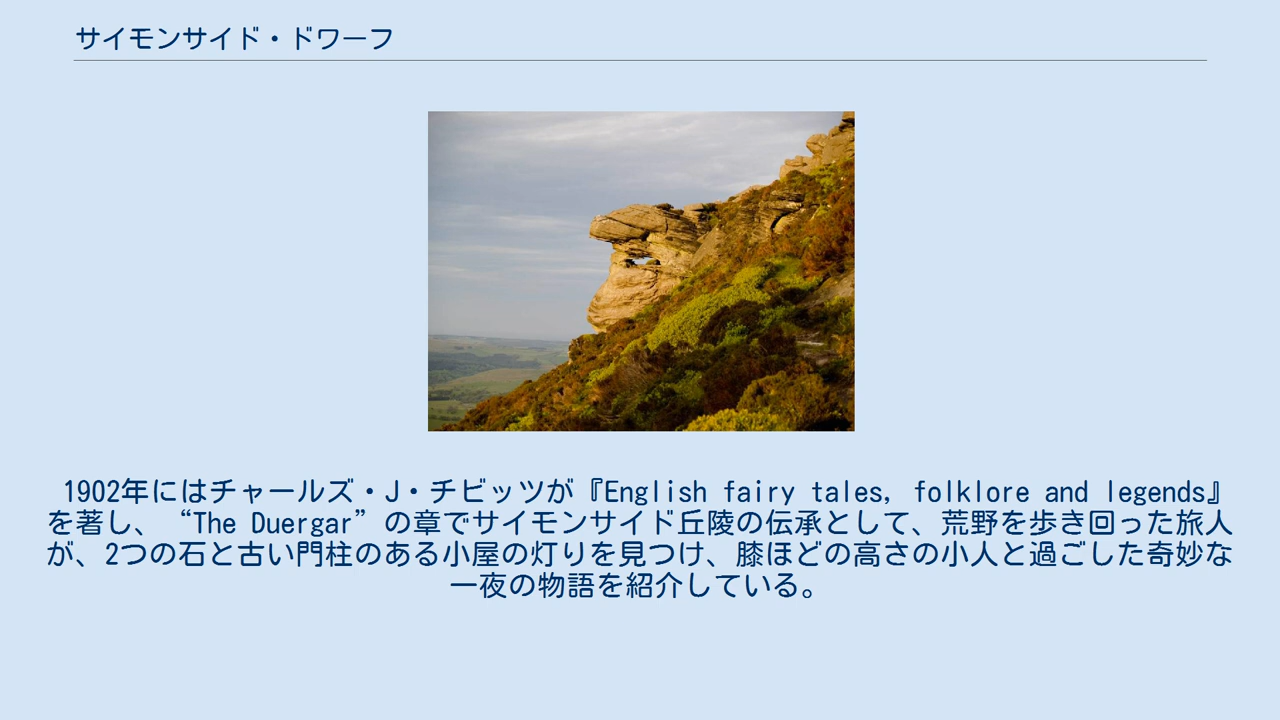 サイモンサイド・ドワーフ
1902年にはチャールズ・J・チビッツが『English fairy tales, folklore and legends』
を著し、“The Duergar”の章でサイモンサイド丘陵の伝承として、荒野を歩き回った旅人
が、2つの石と古い門柱のある小屋の灯りを見つけ、膝ほどの高さの小人と過ごした奇妙な
一夜の物語を紹介している。